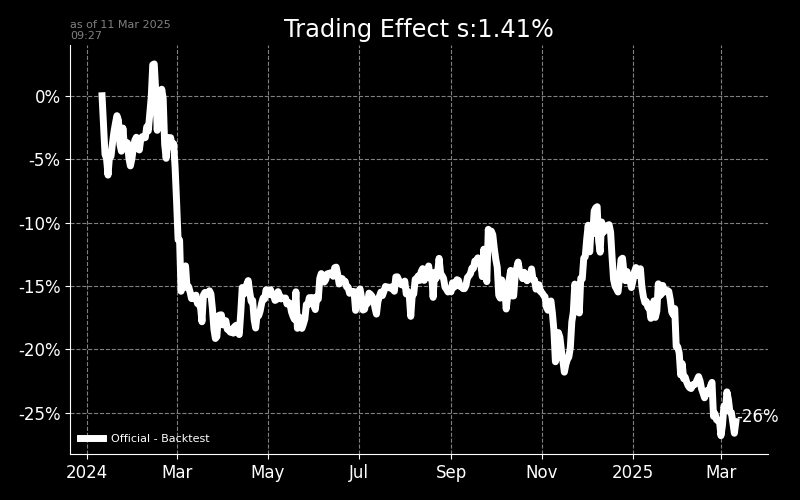 as of 11 Mar 2025
09:27
Trading Effect s:1.41%
0%
-5%
-10%
-15%
-20%
-25%
-26%
Official - Backtest
2024 Mar May Jul Sep Nov 2025 Mar